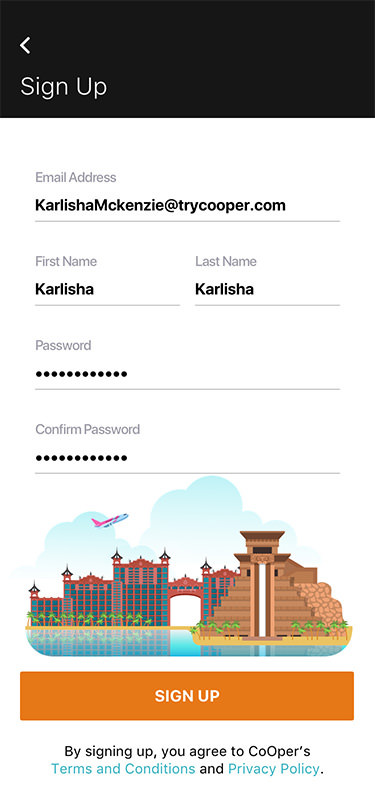 Sign Up
Email Address
KarlishaMckenzie@trycooper.com
First Name Last Name
Karlisha Karlisha
Password
••••••••••••
Confirm Password
••••••••••••
SIGN UP
By signing up, you agree to CoOper's
Terms and Conditions and Privacy Policy.